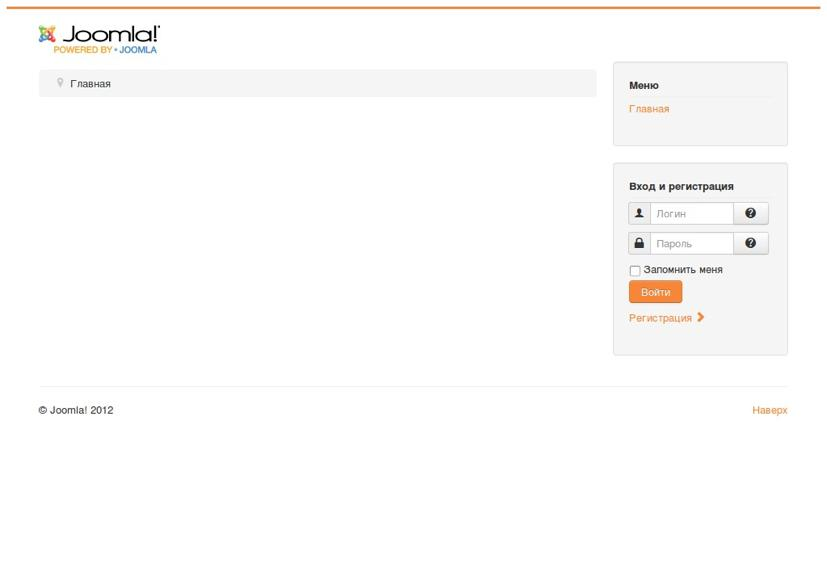 Joomla!
POWERED BY • JOOMLA
Главная
Меню
Главная
Вход и регистрация
Логин
Пароль
Запомнить меня
Войти
Регистрация
© Joomla! 2012
Наверх